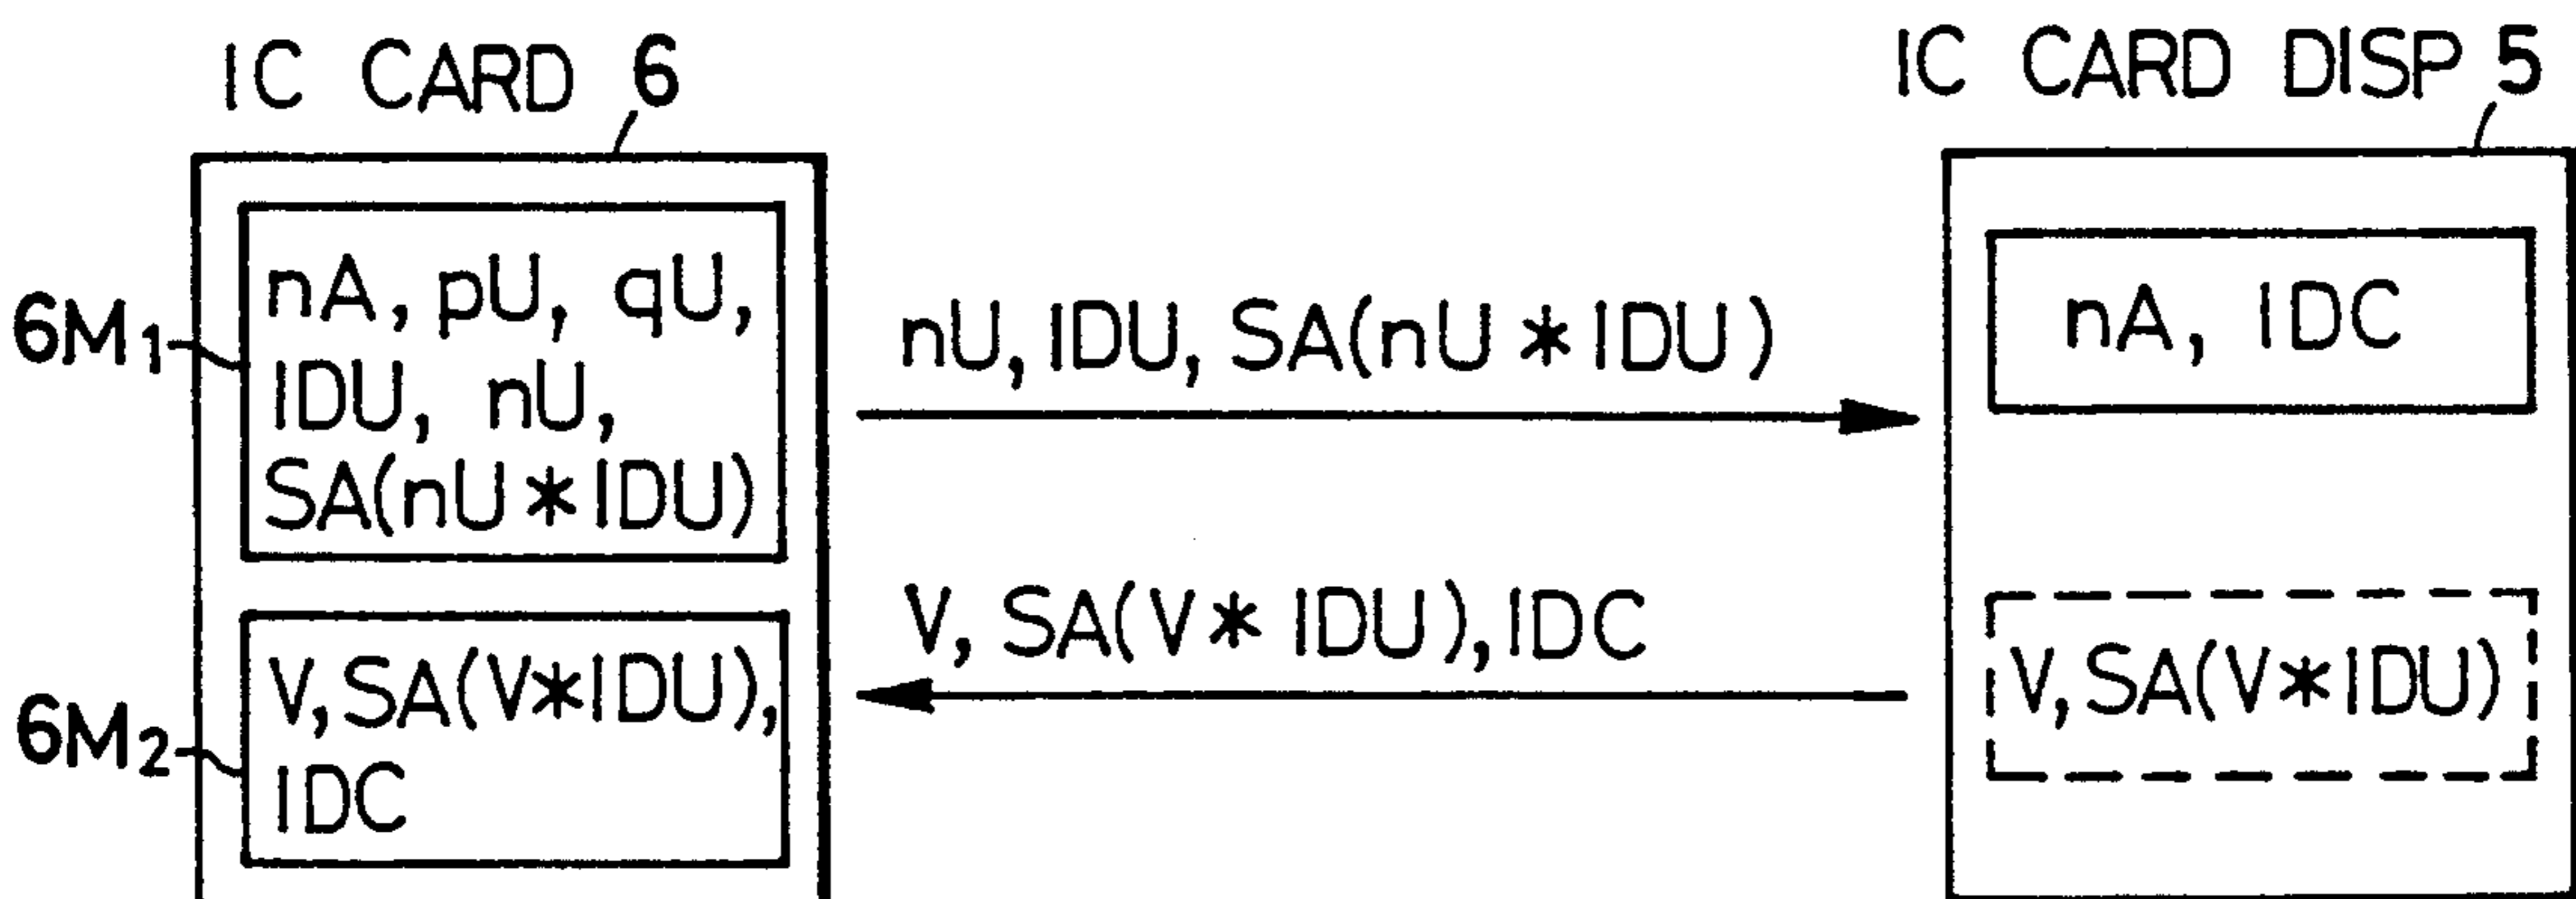 IC CARD 6
6M1
nA, pU, qU,
IDU, nU,
SA(nU*IDU)
6M2
V, SA(V*IDU),
IDC
nU, IDU, SA(nU*IDU)
V, SA(V*IDU), IDC
IC CARD DISP 5
nA, IDC
V, SA(V*IDU)